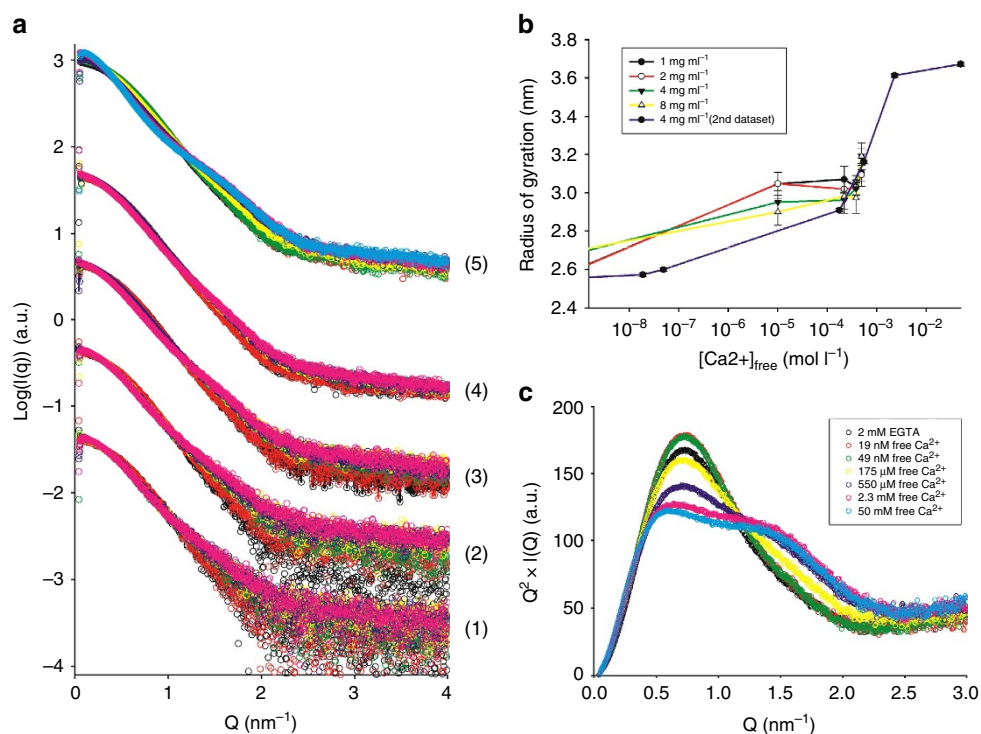 a
3
2
1
0
−1
−2
−3
−4
Log(I(q)) (a.u.)
(5)
(4)
(3)
(2)
(1)
0 1 2 3 4
Q (nm⁻¹)
b
3.8
3.6
3.4
3.2
3.0
2.8
2.6
2.4
Radius of gyration (nm)
1 mg ml⁻¹
2 mg ml⁻¹
4 mg ml⁻¹
8 mg ml⁻¹
4 mg ml⁻¹(2nd dataset)
10⁻⁸ 10⁻⁷ 10⁻⁶ 10⁻⁵ 10⁻⁴ 10⁻³ 10⁻²
[Ca2+]free (mol l⁻¹)
c
200
150
100
50
0
Q² × I(Q) (a.u.)
2 mM EGTA
19 nM free Ca²⁺
49 nM free Ca²⁺
175 μM free Ca²⁺
550 μM free Ca²⁺
2.3 mM free Ca²⁺
50 mM free Ca²⁺
0.0 0.5 1.0 1.5 2.0 2.5 3.0
Q (nm⁻¹)